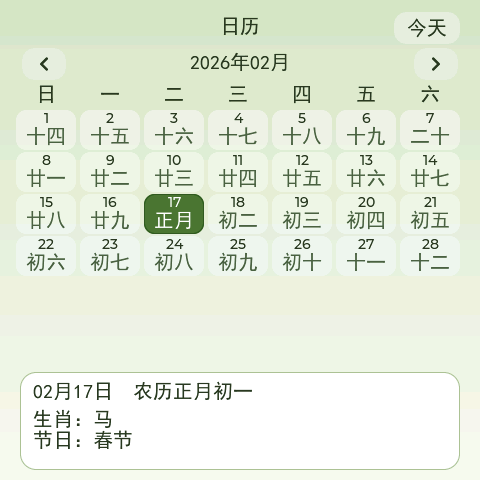 日历
今天
2026年02月
日 一 二 三 四 五 六
1 2 3 4 5 6 7
十四 十五 十六 十七 十八 十九 二十
8 9 10 11 12 13 14
廿一 廿二 廿三 廿四 廿五 廿六 廿七
15 16 17 18 19 20 21
廿八 廿九 正月 初二 初三 初四 初五
22 23 24 25 26 27 28
初六 初七 初八 初九 初十 十一 十二
02月17日 农历正月初一
生肖：马
节日：春节